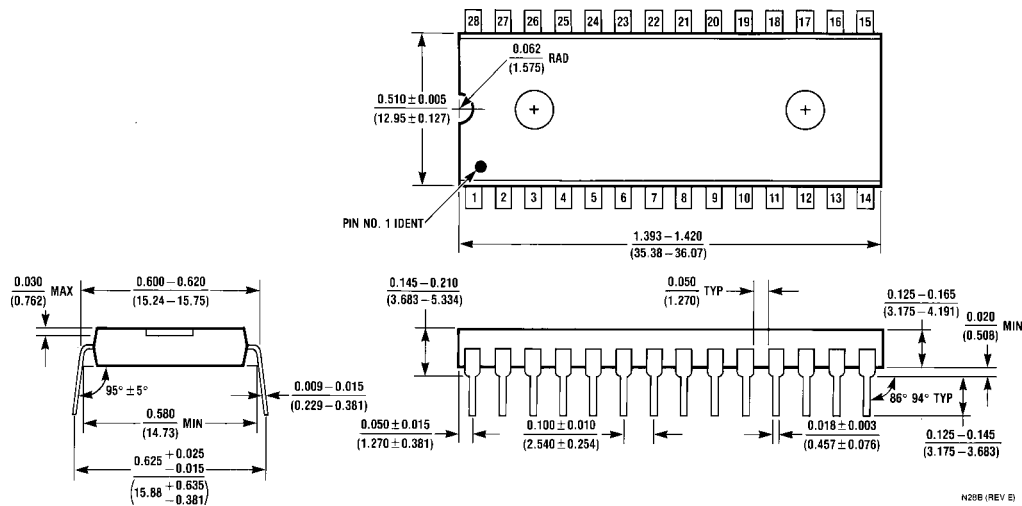 28 27 26 25 24 23 22 21 20 19 18 17 16 15
0.062
(1.575)
RAD
0.510 ± 0.005
(12.95 ± 0.127)
PIN NO. 1 IDENT
1 2 3 4 5 6 7 8 9 10 11 12 13 14
1.393 – 1.420
(35.38 – 36.07)
0.030
(0.762)
MAX
0.600 – 0.620
(15.24 – 15.75)
95° ±5°
0.580
(14.73)
MIN
0.009 – 0.015
(0.229 – 0.381)
0.625 +0.025
−0.015
(15.88 +0.635
−0.381)
0.145 – 0.210
(3.683 – 5.334)
0.050
(1.270)
TYP
0.125 – 0.165
(3.175 – 4.191)
0.020
(0.508)
MIN
86° 94° TYP
0.050 ± 0.015
(1.270 ± 0.381)
0.100 ± 0.010
(2.540 ± 0.254)
0.018 ± 0.003
(0.457 ± 0.076)
0.125 – 0.145
(3.175 – 3.683)
N28B (REV E)